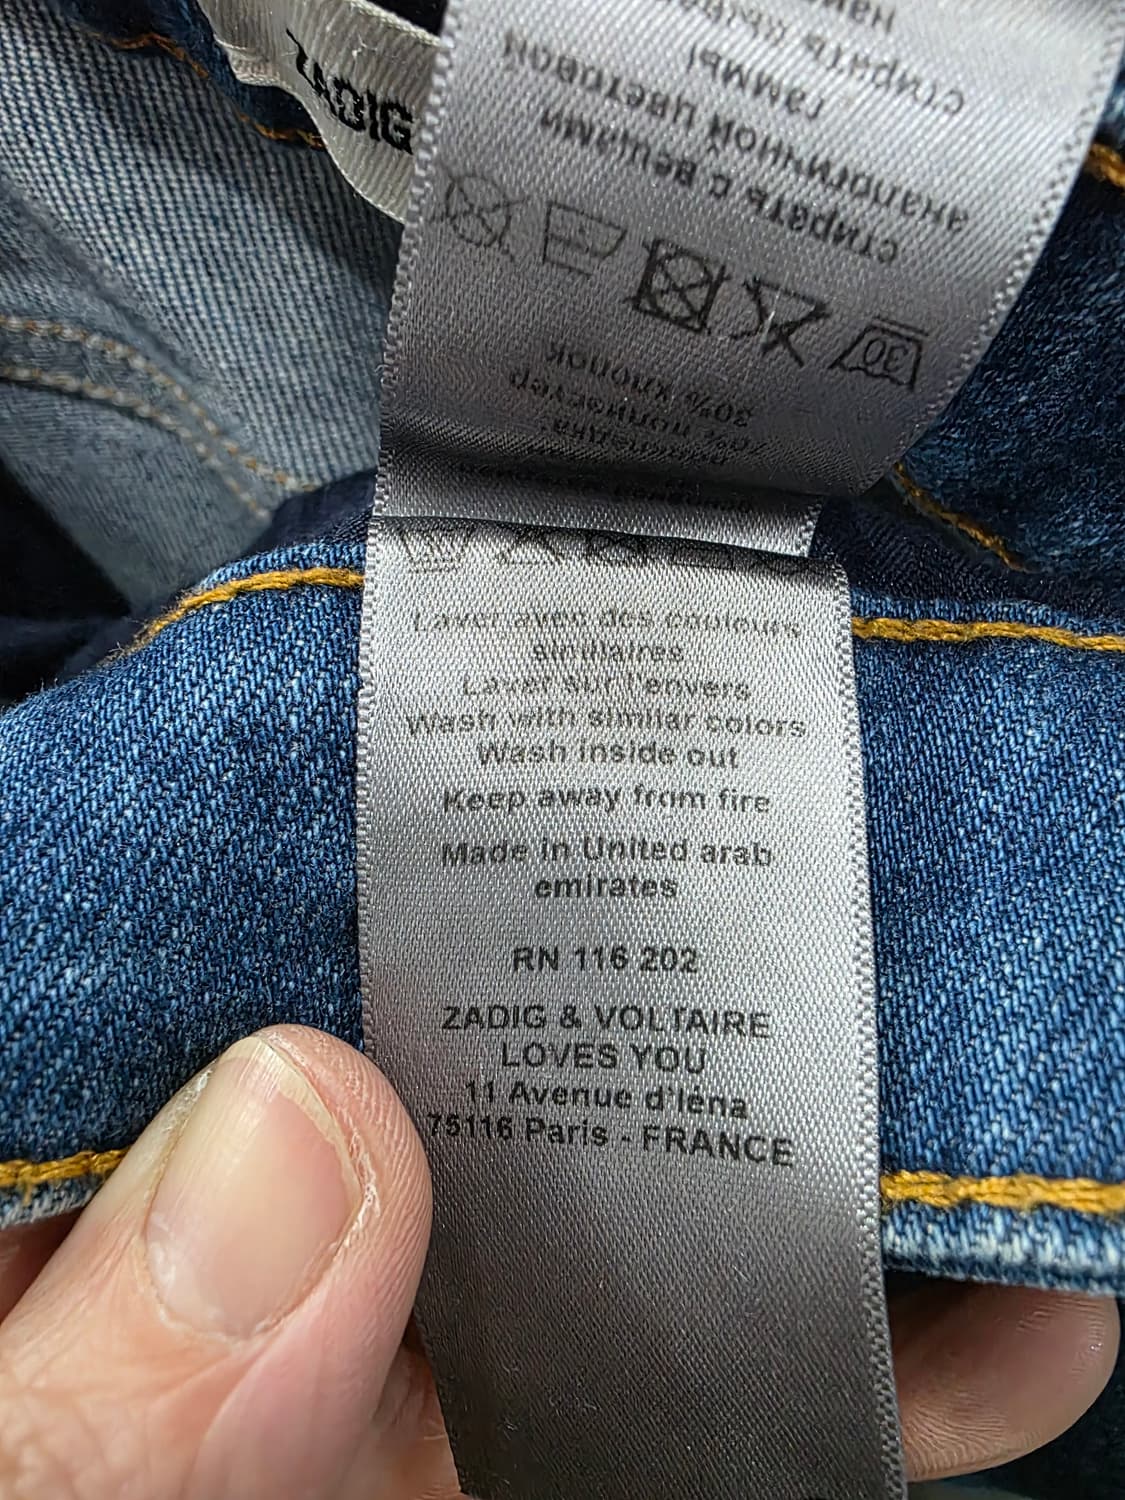 ZADIG
стирать с вещами
аналогичной цветовой
гаммы
30
Laver avec des couleurs
similaires
Laver sur l'envers
Wash with similar colors
Wash inside out
Keep away from fire
Made in United arab
emirates
RN 116 202
ZADIG & VOLTAIRE
LOVES YOU
11 Avenue d'Iéna
75116 Paris - FRANCE